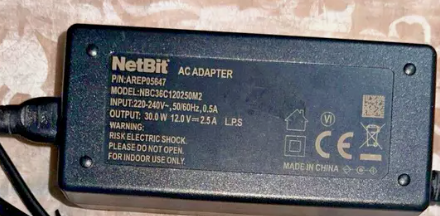 NetBit AC ADAPTER
P/N:AREP05647
MODEL:NBC36C120250M2
INPUT:220-240V~,50/60Hz,0.5A
OUTPUT: 30.0 W 12.0 V⎓2.5 A L.P.S
WARNING:
RISK ELECTRIC SHOCK.
PLEASE DO NOT OPEN.
FOR INDOOR USE ONLY.
VI
CE
MADE IN CHINA